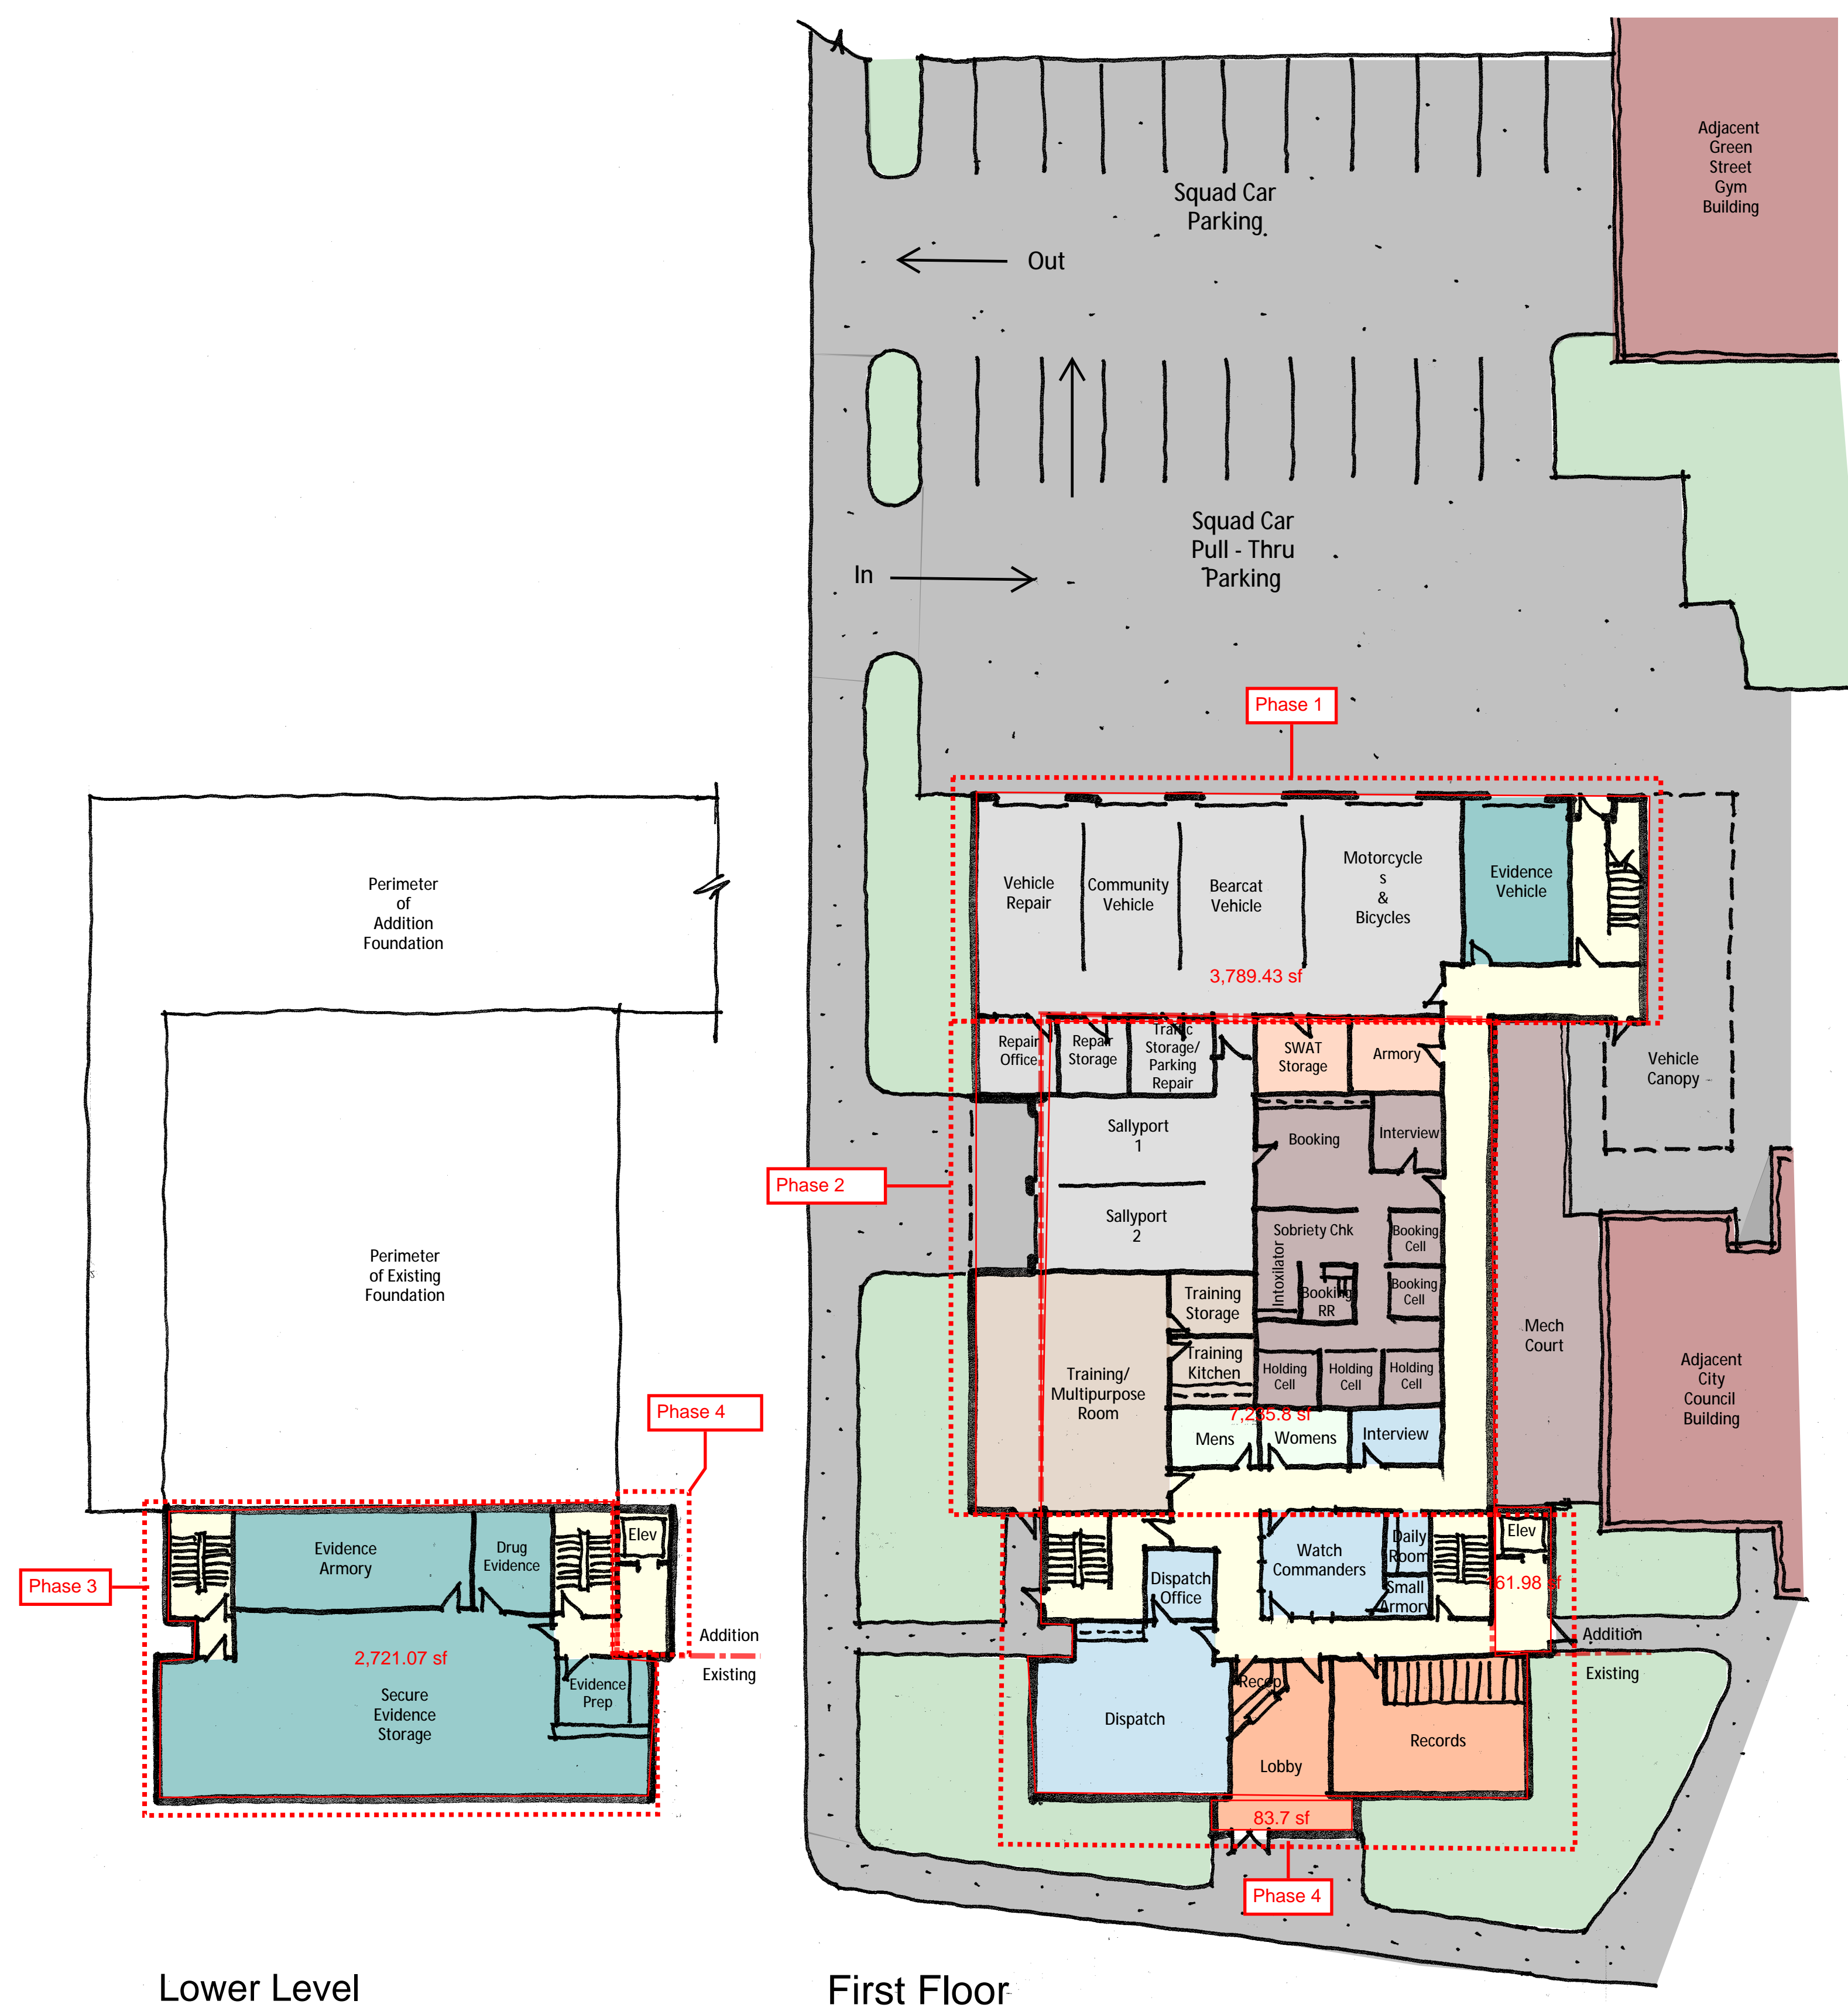 Adjacent
Green
Street
Gym
Building
Squad Car
Parking
Out
Squad Car
Pull - Thru
Parking
In
Phase 1
Vehicle
Repair
Community
Vehicle
Bearcat
Vehicle
Motorcycle
s
&
Bicycles
Evidence
Vehicle
3,789.43 sf
Repair
Office
Repair
Storage
Traffic
Storage/
Parking
Repair
SWAT
Storage
Armory
Vehicle
Canopy
Sallyport
1
Booking
Interview
Phase 2
Sallyport
2
Sobriety Chk
Intoxilator
Booking
Cell
Booking
RR
Booking
Cell
Training
Storage
Training
Kitchen
Training/
Multipurpose
Room
Holding
Cell
Holding
Cell
Holding
Cell
Mech
Court
Adjacent
City
Council
Building
7,235.8 sf
Mens
Womens
Interview
Watch
Commanders
Daily
Room
Small
Armory
Elev
61.98 sf
Dispatch
Office
Dispatch
Recep
Lobby
Records
Addition
Existing
83.7 sf
Phase 4
First Floor
Perimeter
of
Addition
Foundation
Perimeter
of Existing
Foundation
Phase 4
Phase 3
Evidence
Armory
Drug
Evidence
Elev
Addition
Existing
2,721.07 sf
Secure
Evidence
Storage
Evidence
Prep
Lower Level